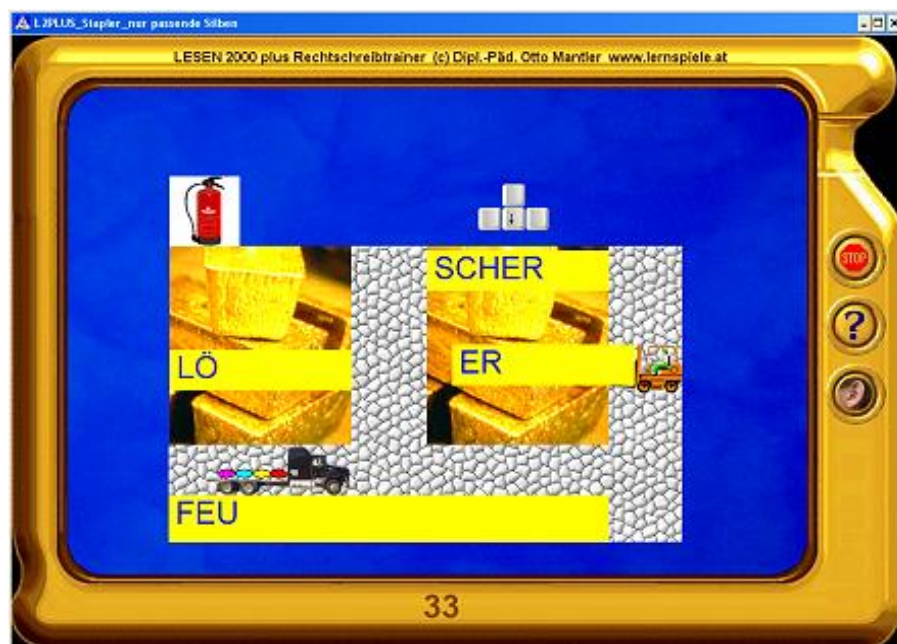 L2PLUS_Stapler_nur passende Silben
LESEN 2000 plus Rechtschreibtrainer (c) Dipl.-Päd. Otto Mantler www.lernspiele.at
SCHER
STOP
?
LÖ
ER
FEU
33